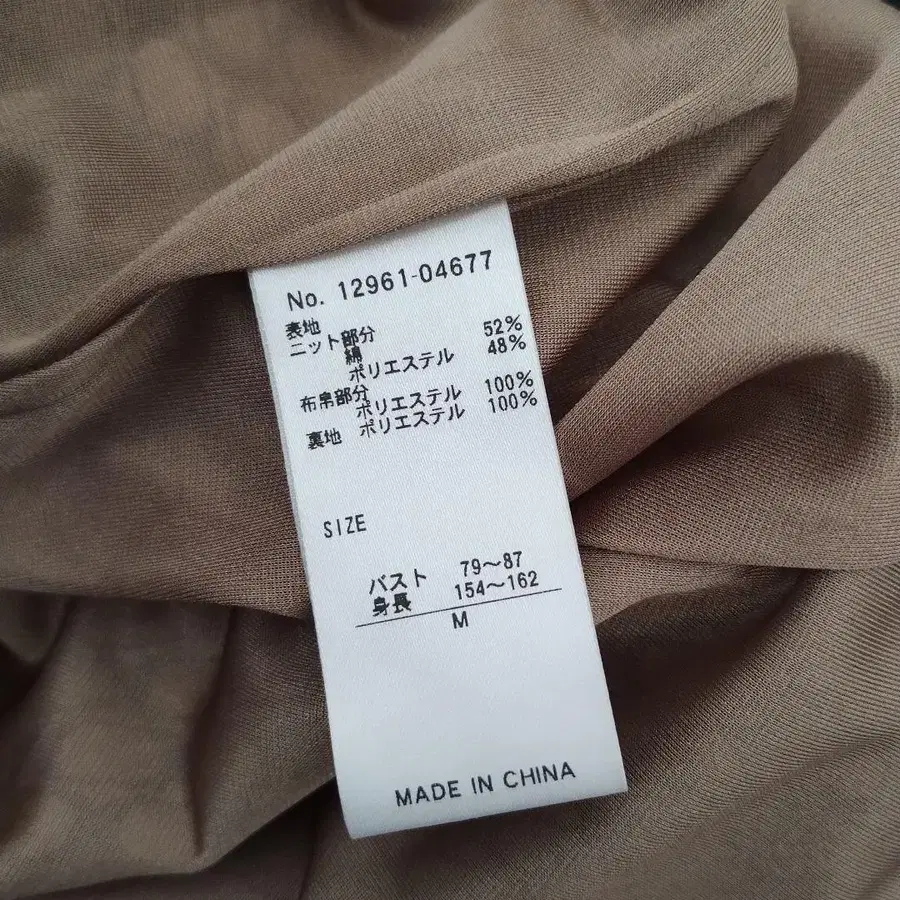 No. 12961-04677
表地
ニット部分
綿 52%
ポリエステル 48%
布帛部分
ポリエステル 100%
裏地 ポリエステル 100%
SIZE
バスト 79～87
身長 154～162
M
MADE IN CHINA